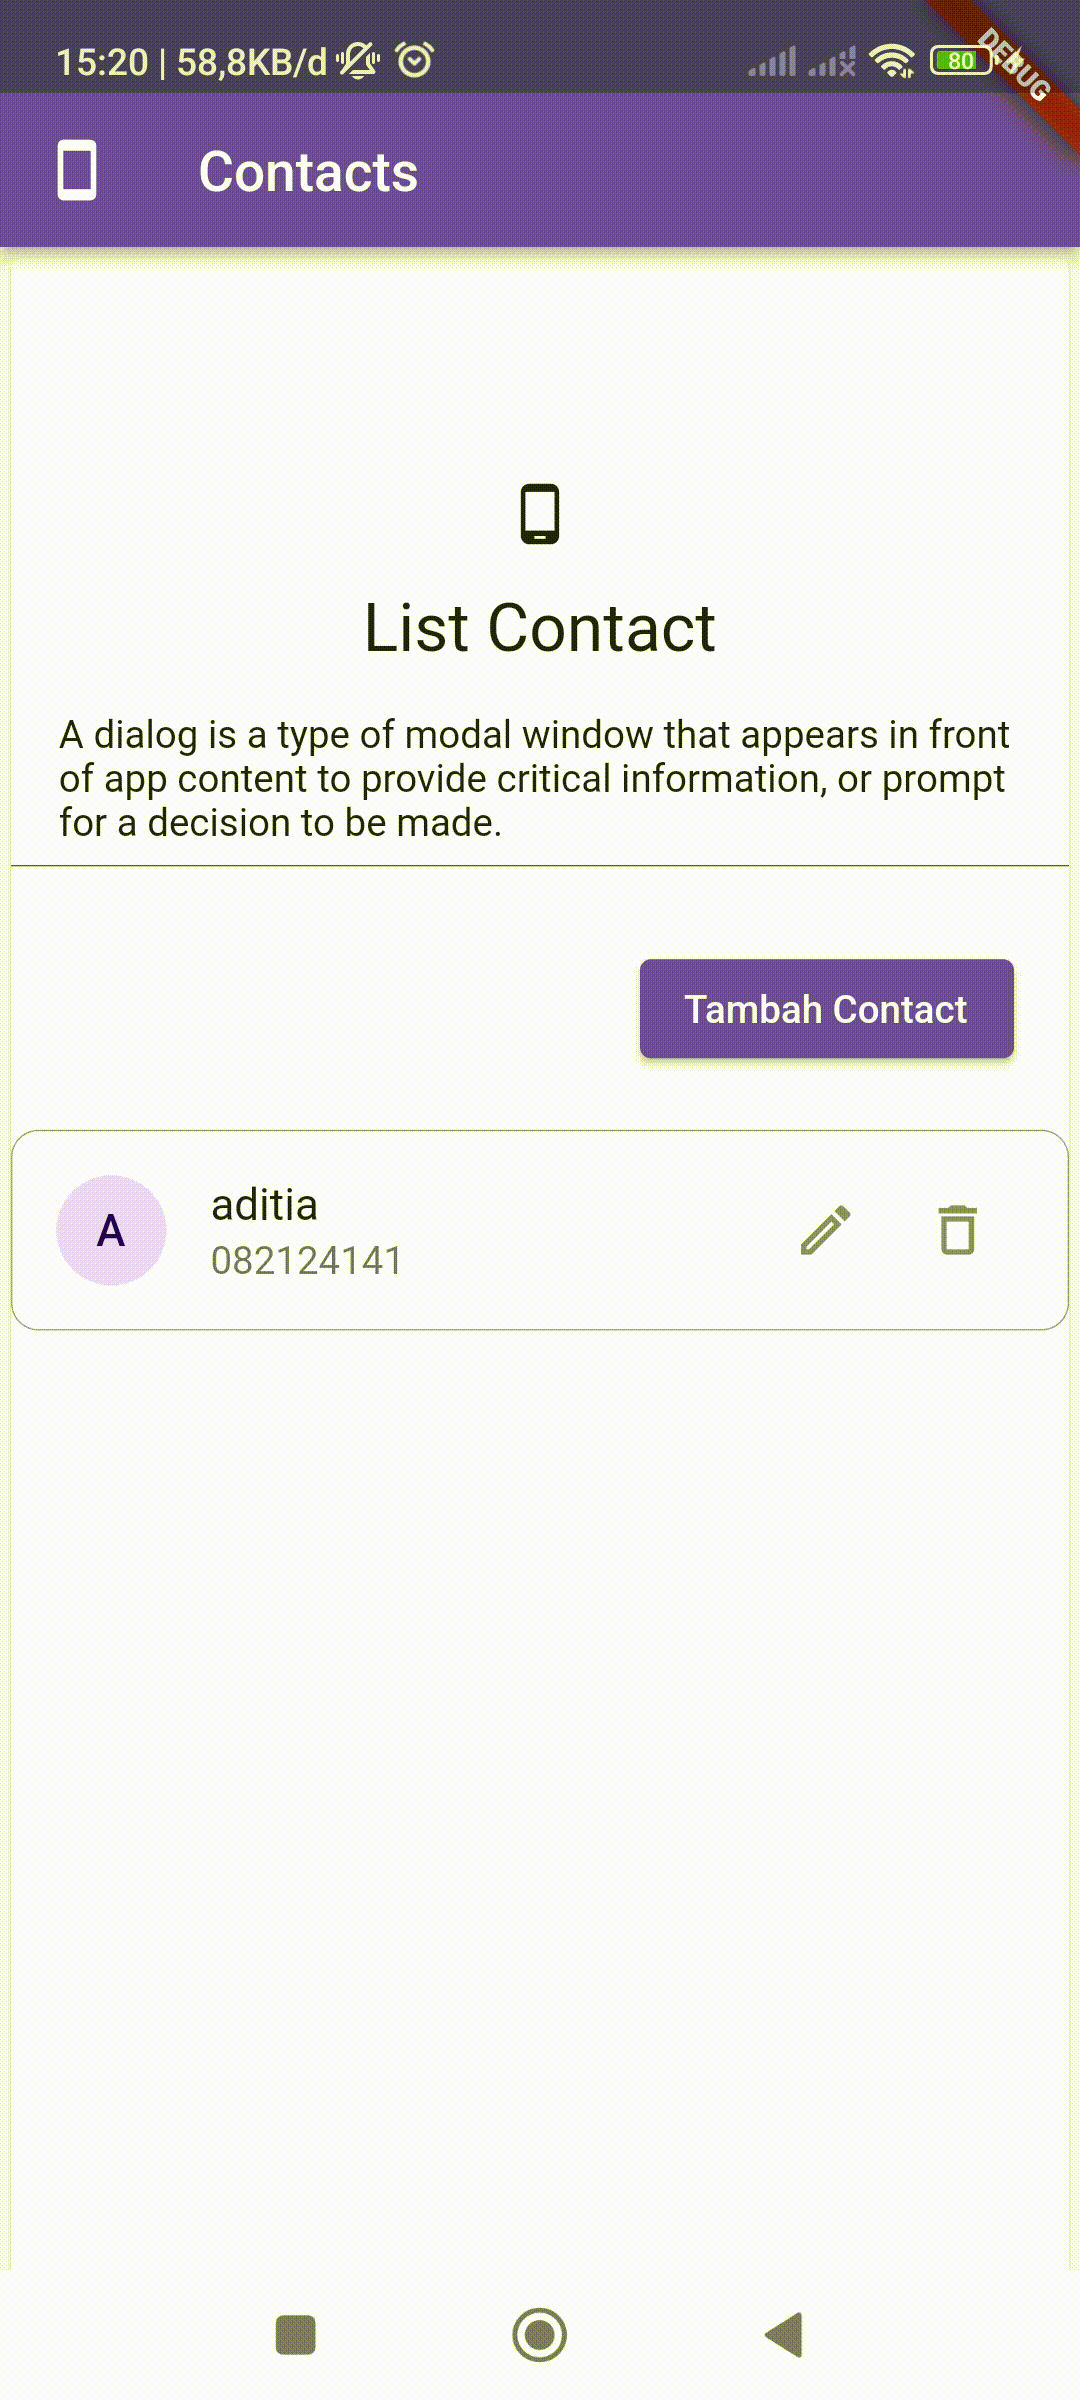 15:20 | 58,8KB/d
80
DEBUG
Contacts
List Contact
A dialog is a type of modal window that appears in front
of app content to provide critical information, or prompt
for a decision to be made.
Tambah Contact
A
aditia
082124141